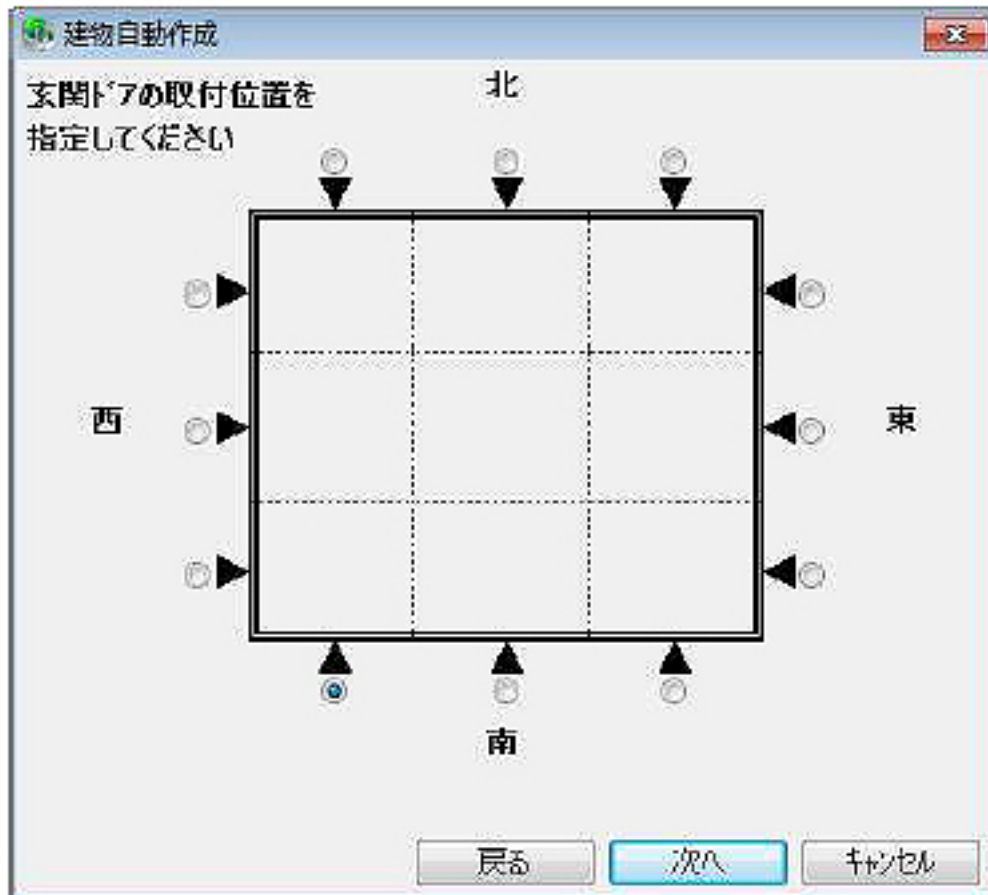 建物自動作成
玄関ドアの取付位置を
指定してください
北
西
東
南
戻る
次へ
キャンセル